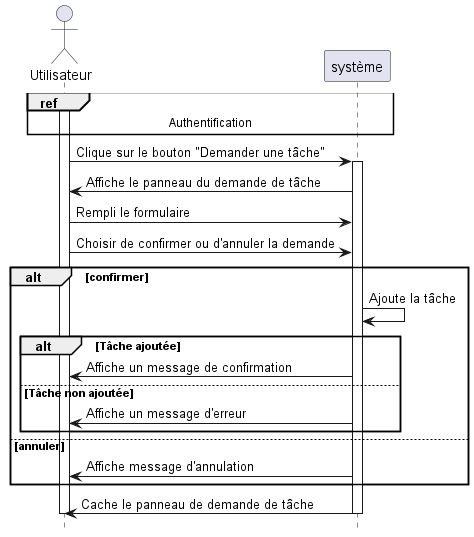 Utilisateur
système
ref
Authentification
Clique sur le bouton "Demander une tâche"
Affiche le panneau du demande de tâche
Rempli le formulaire
Choisir de confirmer ou d'annuler la demande
alt [confirmer]
Ajoute la tâche
alt [Tâche ajoutée]
Affiche un message de confirmation
[Tâche non ajoutée]
Affiche un message d'erreur
[annuler]
Affiche message d'annulation
Cache le panneau de demande de tâche